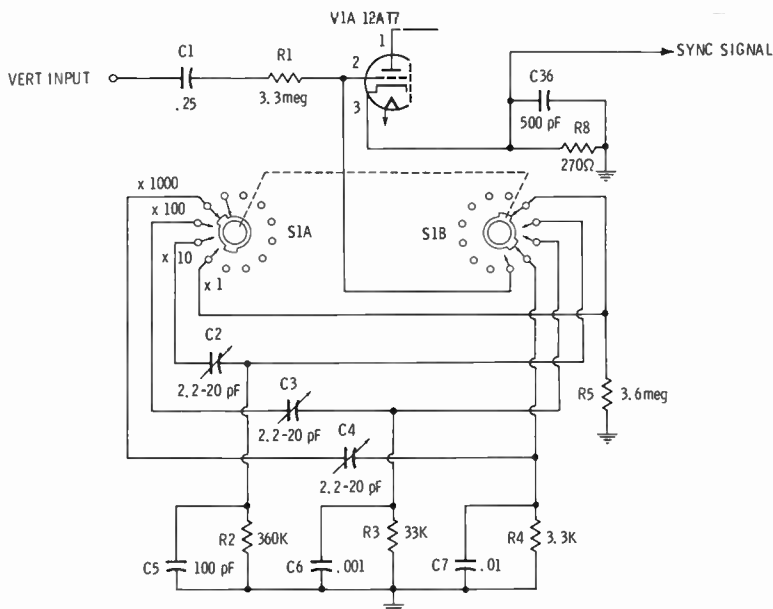 V1A 12AT7
1
C1
R1
2
SYNC SIGNAL
VERT INPUT
.25
3.3meg
3
C36
500 pF
R8
270Ω
x 1000
x 100
x 10
x 1
S1A
S1B
C2
2.2-20 pF
C3
2.2-20 pF
C4
2.2-20 pF
R5
3.6meg
C5
100 pF
R2
360K
C6
.001
R3
33K
C7
.01
R4
3.3K